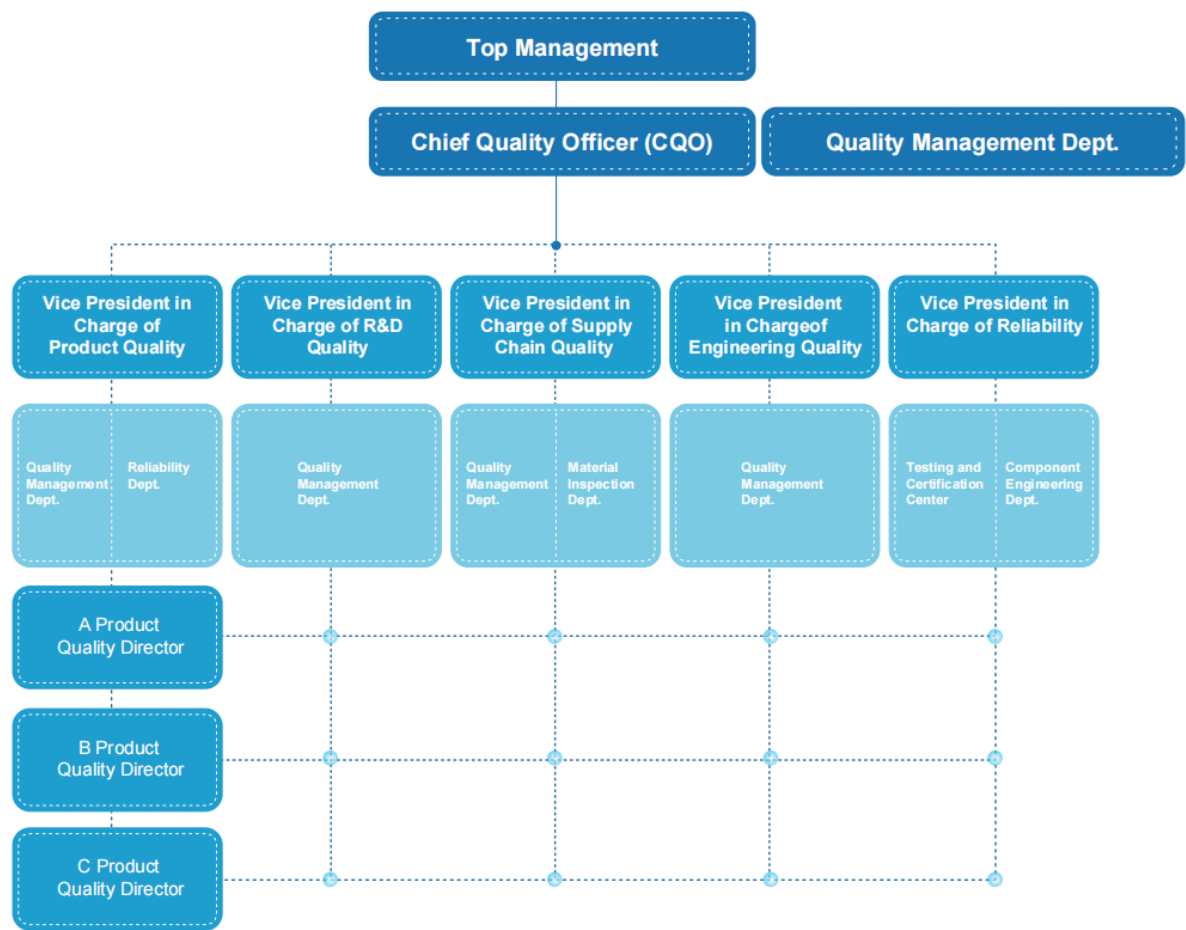 Top Management
Chief Quality Officer (CQO)
Quality Management Dept.
Vice President in
Charge of
Product Quality
Vice President in
Charge of R&D
Quality
Vice President in
Charge of Supply
Chain Quality
Vice President
in Chargeof
Engineering Quality
Vice President in
Charge of Reliability
Quality
Management
Dept.
Reliability
Dept.
Quality
Management
Dept.
Quality
Management
Dept.
Material
Inspection
Dept.
Quality
Management
Dept.
Testing and
Certification
Center
Component
Engineering
Dept.
A Product
Quality Director
B Product
Quality Director
C Product
Quality Director